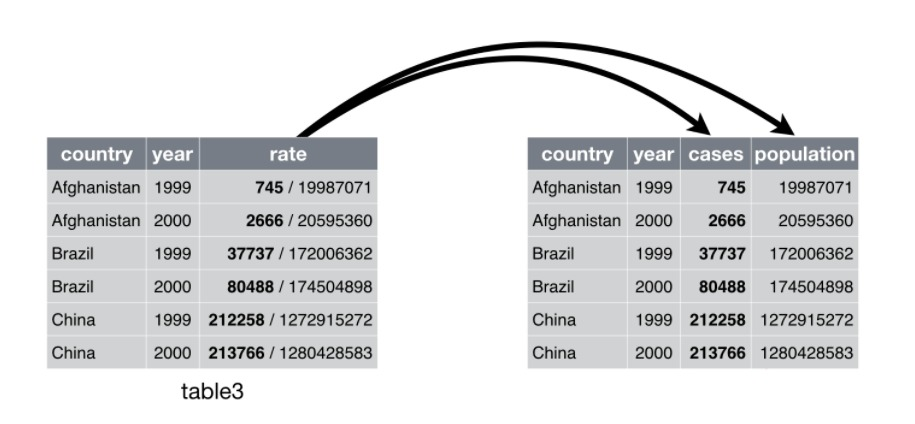 country year rate
Afghanistan 1999 745 / 19987071
Afghanistan 2000 2666 / 20595360
Brazil 1999 37737 / 172006362
Brazil 2000 80488 / 174504898
China 1999 212258 / 1272915272
China 2000 213766 / 1280428583
table3
country year cases population
Afghanistan 1999 745 19987071
Afghanistan 2000 2666 20595360
Brazil 1999 37737 172006362
Brazil 2000 80488 174504898
China 1999 212258 1272915272
China 2000 213766 1280428583